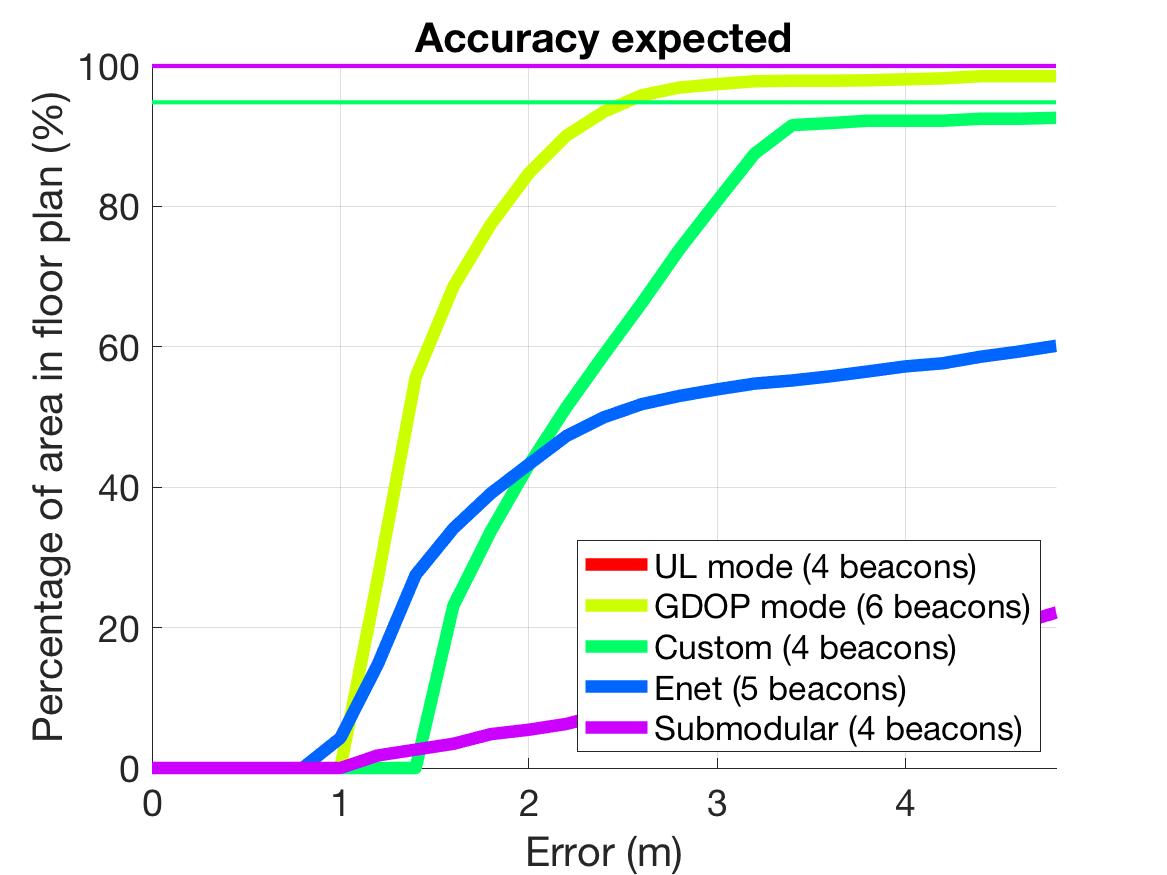 Accuracy expected
Percentage of area in floor plan (%)
100
80
60
40
20
0
UL mode (4 beacons)
GDOP mode (6 beacons)
Custom (4 beacons)
Enet (5 beacons)
Submodular (4 beacons)
0 1 2 3 4
Error (m)